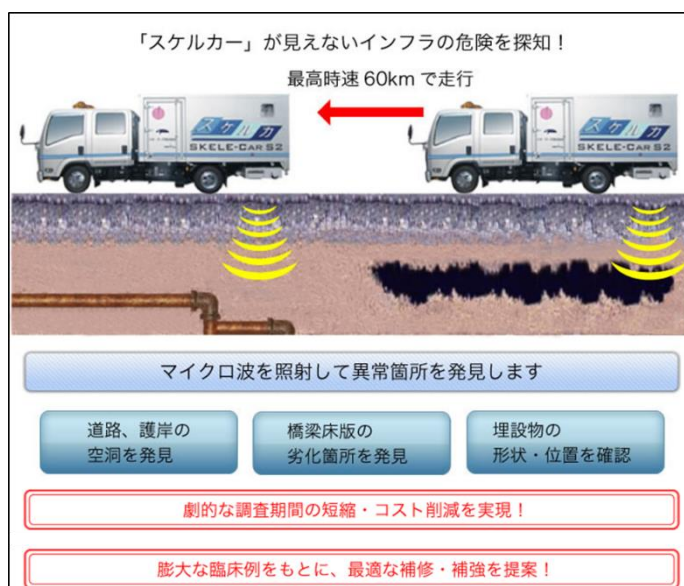 「スケルカー」が見えないインフラの危険を探知！
最高時速60kmで走行
スケルカ
SKELE-CAR S2
スケルカ
SKELE-CAR S2
マイクロ波を照射して異常箇所を発見します
道路、護岸の
空洞を発見
橋梁床版の
劣化箇所を発見
埋設物の
形状・位置を確認
劇的な調査期間の短縮・コスト削減を実現！
膨大な臨床例をもとに、最適な補修・補強を提案！